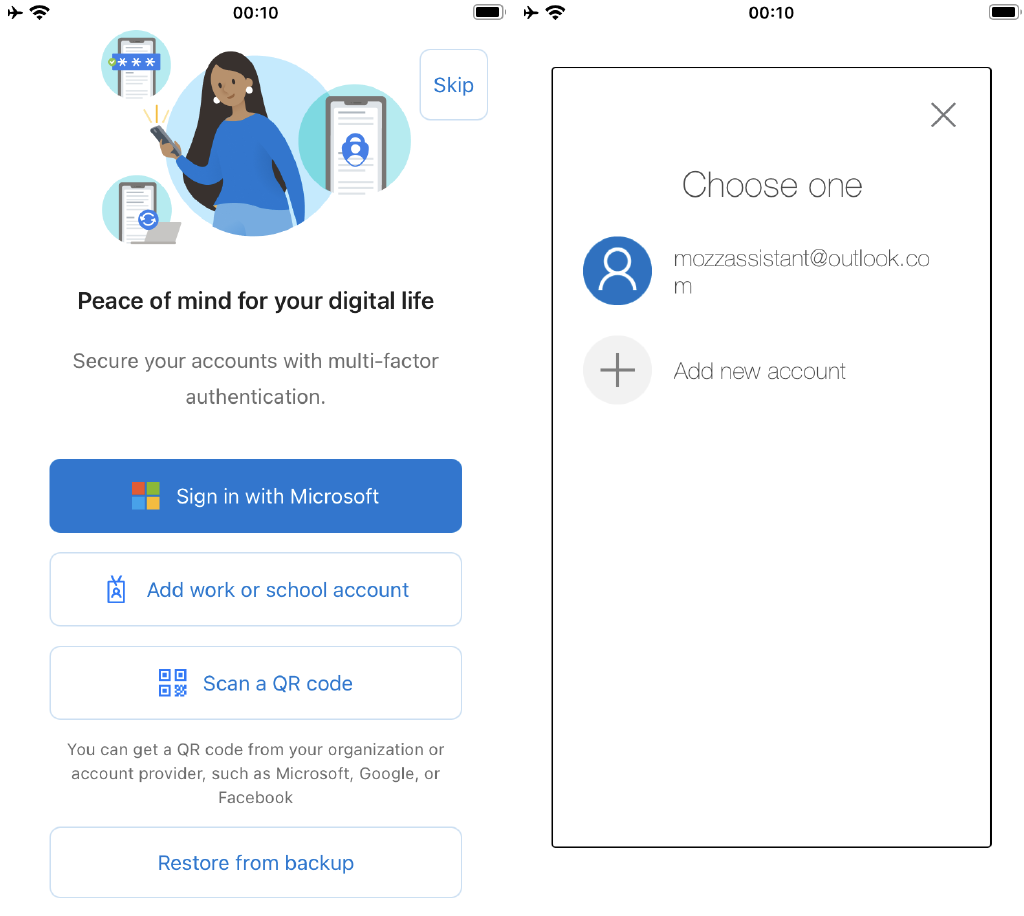 00:10
* * *
Skip
Peace of mind for your digital life
Secure your accounts with multi-factor
authentication.
Sign in with Microsoft
Add work or school account
Scan a QR code
You can get a QR code from your organization or
account provider, such as Microsoft, Google, or
Facebook
Restore from backup
00:10
Choose one
mozzassistant@outlook.co
m
Add new account